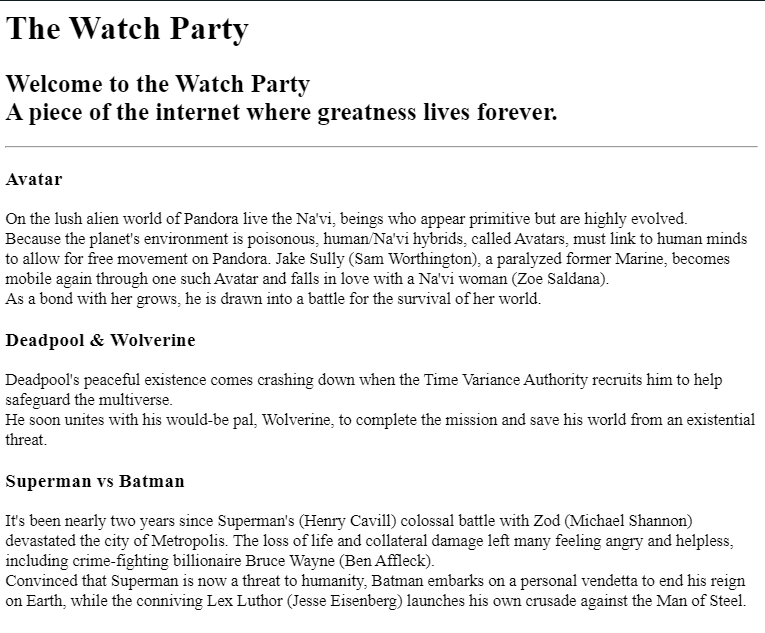 The Watch Party
Welcome to the Watch Party
A piece of the internet where greatness lives forever.
Avatar
On the lush alien world of Pandora live the Na'vi, beings who appear primitive but are highly evolved.
Because the planet's environment is poisonous, human/Na'vi hybrids, called Avatars, must link to human minds
to allow for free movement on Pandora. Jake Sully (Sam Worthington), a paralyzed former Marine, becomes
mobile again through one such Avatar and falls in love with a Na'vi woman (Zoe Saldana).
As a bond with her grows, he is drawn into a battle for the survival of her world.
Deadpool & Wolverine
Deadpool's peaceful existence comes crashing down when the Time Variance Authority recruits him to help
safeguard the multiverse.
He soon unites with his would-be pal, Wolverine, to complete the mission and save his world from an existential
threat.
Superman vs Batman
It's been nearly two years since Superman's (Henry Cavill) colossal battle with Zod (Michael Shannon)
devastated the city of Metropolis. The loss of life and collateral damage left many feeling angry and helpless,
including crime-fighting billionaire Bruce Wayne (Ben Affleck).
Convinced that Superman is now a threat to humanity, Batman embarks on a personal vendetta to end his reign
on Earth, while the conniving Lex Luthor (Jesse Eisenberg) launches his own crusade against the Man of Steel.